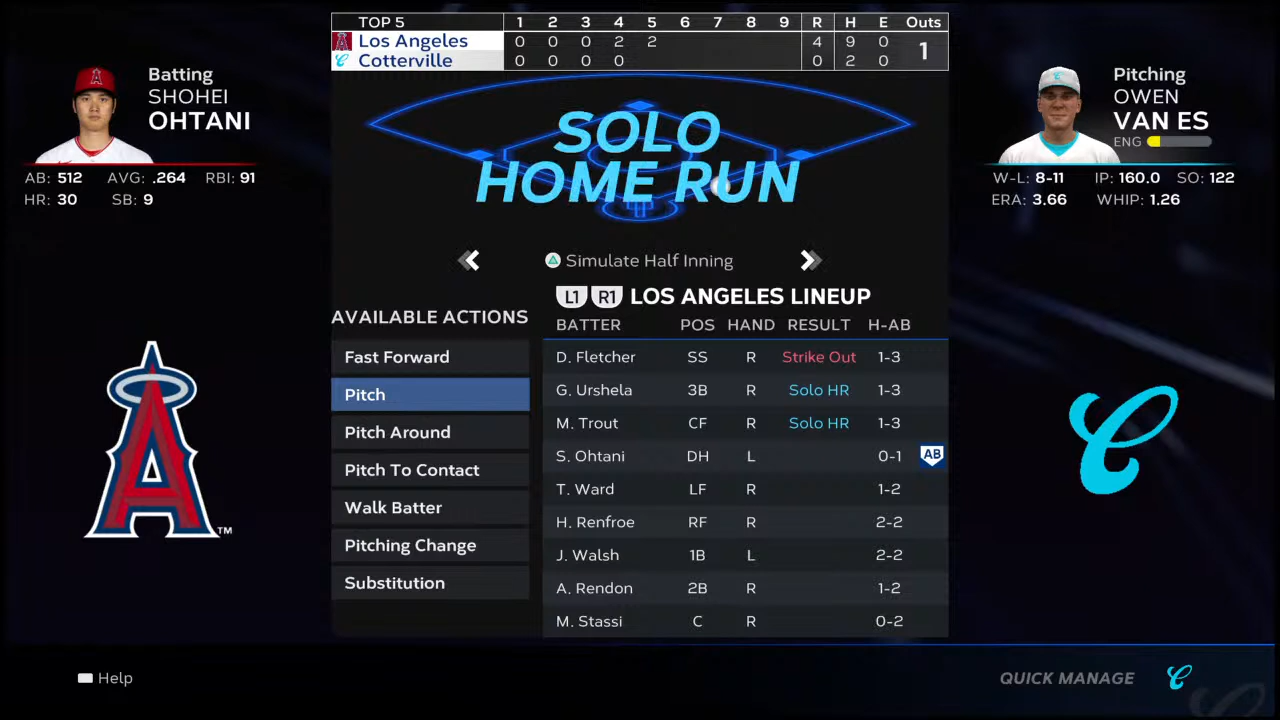 TOP 5 1 2 3 4 5 6 7 8 9 R H E Outs
Los Angeles 0 0 0 2 2 4 9 0 1
Cotterville 0 0 0 0 0 2 0
Batting
SHOHEI
OHTANI
AB: 512 AVG: .264 RBI: 91
HR: 30 SB: 9
Pitching
OWEN
VAN ES
ENG
W-L: 8-11 IP: 160.0 SO: 122
ERA: 3.66 WHIP: 1.26
SOLO
HOME RUN
Simulate Half Inning
L1 R1 LOS ANGELES LINEUP
AVAILABLE ACTIONS
Fast Forward
Pitch
Pitch Around
Pitch To Contact
Walk Batter
Pitching Change
Substitution
BATTER POS HAND RESULT H-AB
D. Fletcher SS R Strike Out 1-3
G. Urshela 3B R Solo HR 1-3
M. Trout CF R Solo HR 1-3
S. Ohtani DH L 0-1 AB
T. Ward LF R 1-2
H. Renfroe RF R 2-2
J. Walsh 1B L 2-2
A. Rendon 2B R 1-2
M. Stassi C R 0-2
A TM
C
Help
QUICK MANAGE C